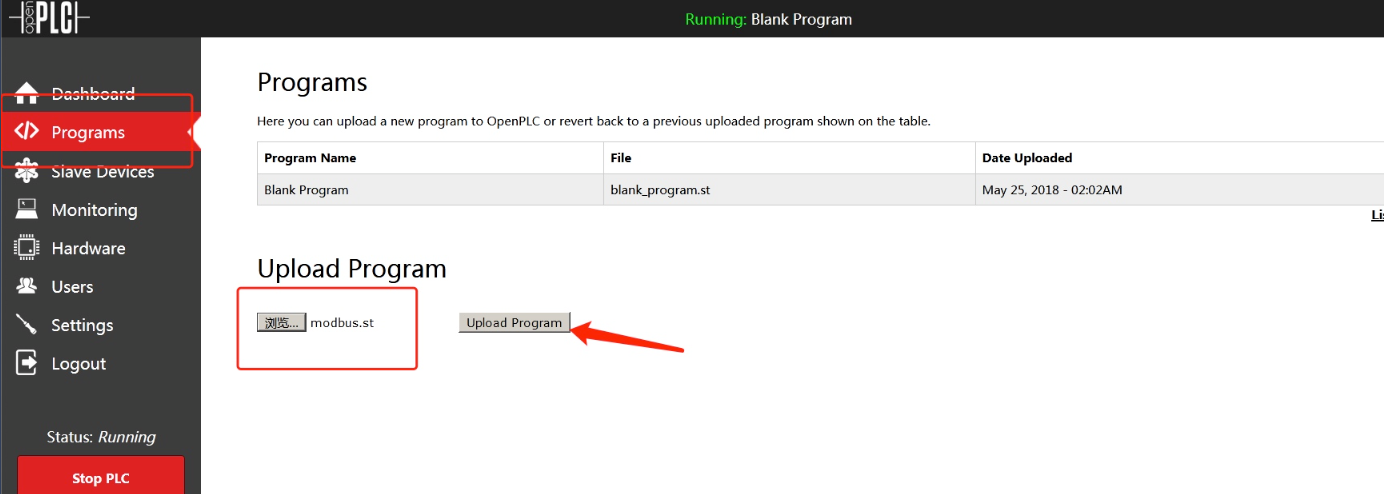 open PLC
Running: Blank Program
Dashboard
Programs
Slave Devices
Monitoring
Hardware
Users
Settings
Logout
Status: Running
Stop PLC
Programs
Here you can upload a new program to OpenPLC or revert back to a previous uploaded program shown on the table.
Program Name File Date Uploaded
Blank Program blank_program.st May 25, 2018 - 02:02AM
Upload Program
浏览... modbus.st Upload Program